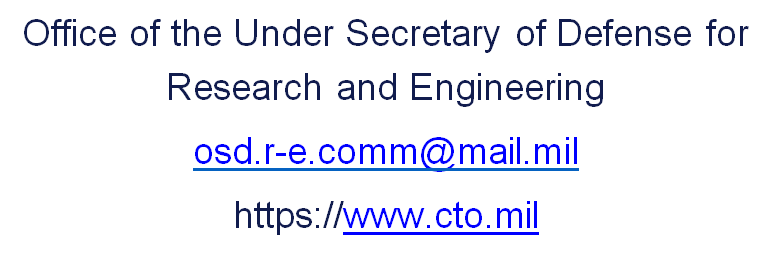 Office of the Under Secretary of Defense for
Research and Engineering
osd.r-e.comm@mail.mil
https://www.cto.mil